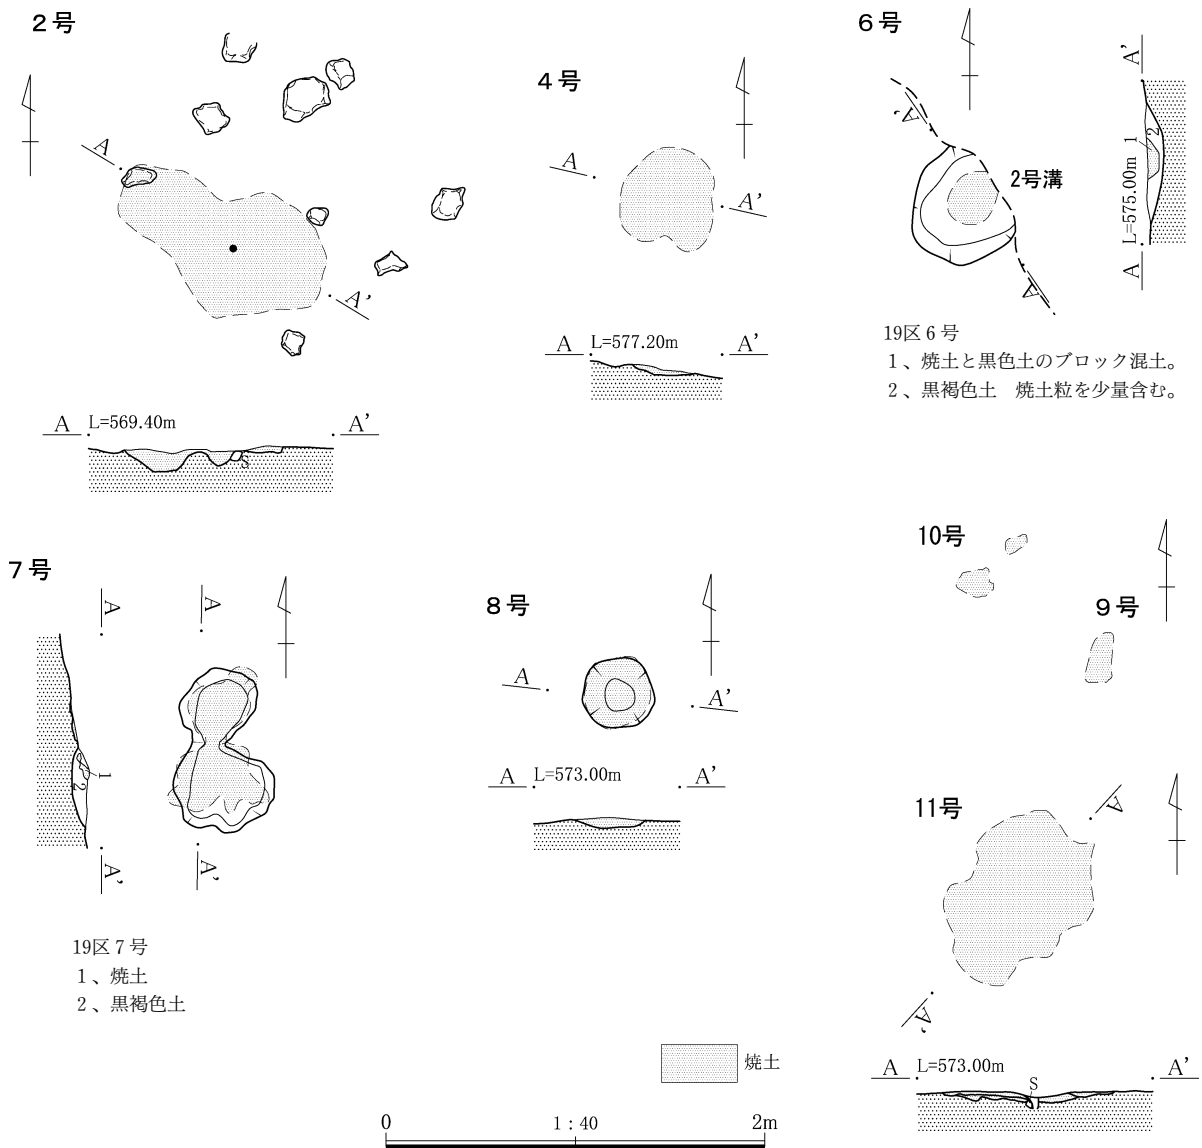 2号
A
A'
A L=569.40m A'
S
4号
A
A'
A L=577.20m A'
6号
A'
2号溝
A
A'
1
2
L=575.00m
A
19区6号
1、焼土と黒色土のブロック混土。
2、黒褐色土　焼土粒を少量含む。
7号
A
A
1
2
A'
A'
19区7号
1、焼土
2、黒褐色土
8号
A
A'
A L=573.00m A'
10号
9号
11号
A
A'
A L=573.00m A'
S
焼土
0 1:40 2m